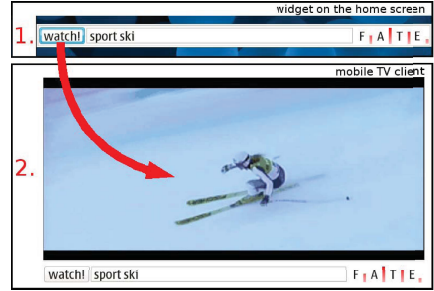 widget on the home screen
1. watch! sport ski F A T E
mobile TV client
2.
watch! sport ski F A T E